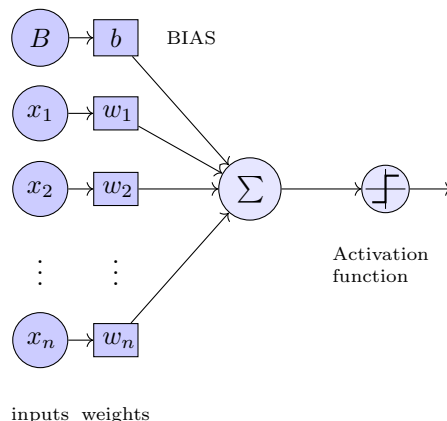 B b BIAS
x₁ w₁
x₂ w₂ ∑
⋮ ⋮
Activation
function
xₙ wₙ
inputs weights